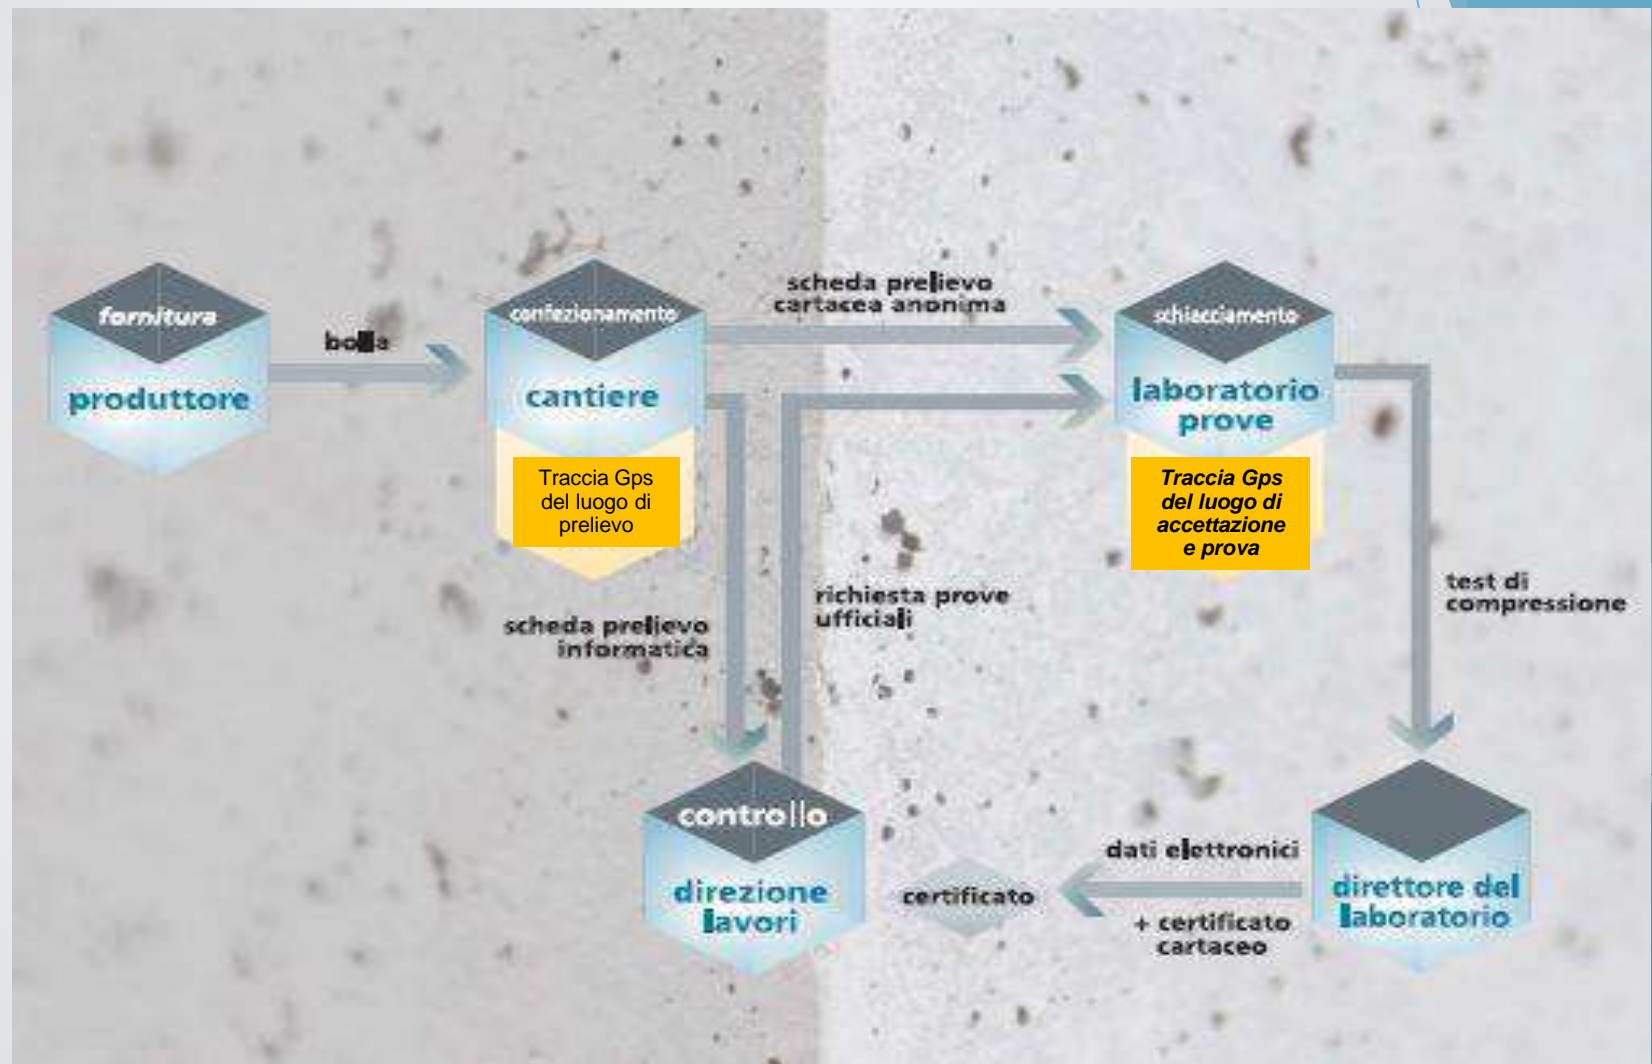 fornitura
produttore
bolla
confezionamento
cantiere
Traccia Gps
del luogo di
prelievo
scheda prelievo
cartacea anonima
schiacciamento
laboratorio
prove
Traccia Gps
del luogo di
accettazione
e prova
scheda prelievo
informatica
richiesta prove
ufficiali
test di
compressione
controllo
direzione
lavori
certificato
dati elettronici
+ certificato
cartaceo
direttore del
laboratorio